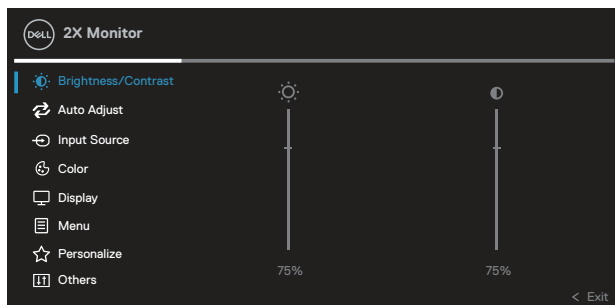 DELL
2X Monitor
Brightness/Contrast
Auto Adjust
Input Source
Color
Display
Menu
Personalize
Others
75%
75%
< Exit